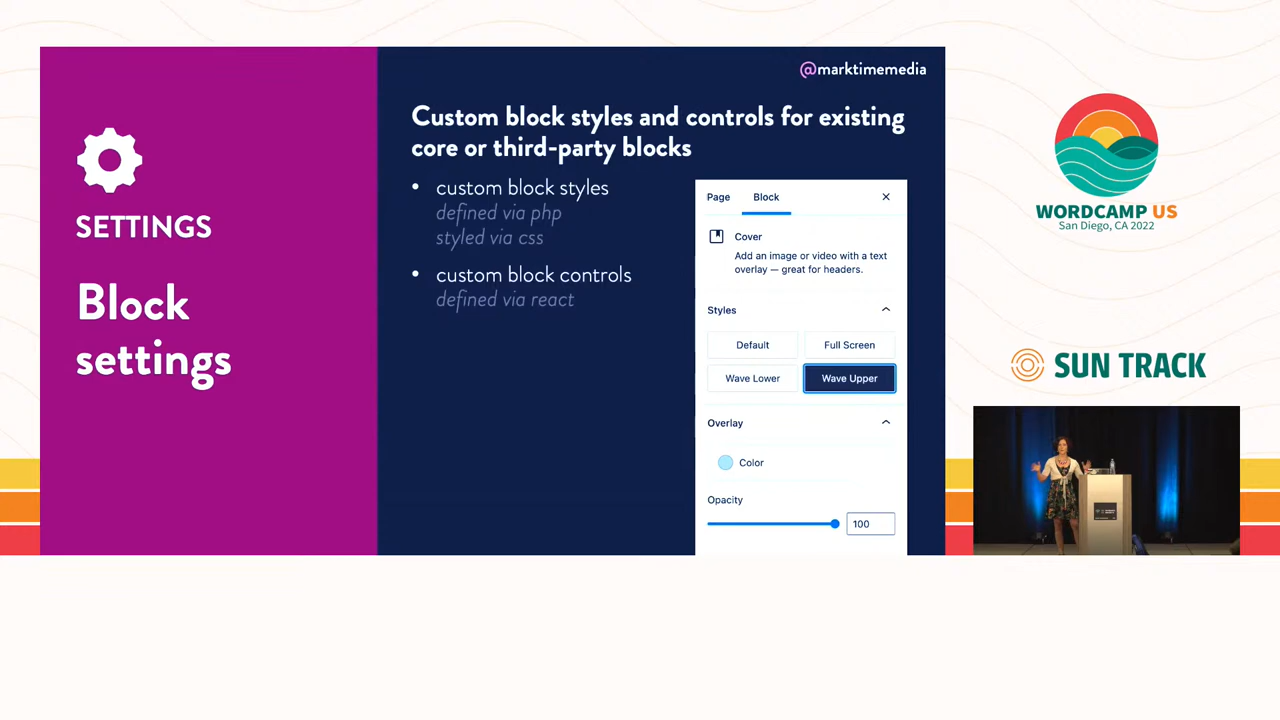 @marktimemedia
SETTINGS
Block
settings
Custom block styles and controls for existing
core or third-party blocks
• custom block styles
defined via php
styled via css
• custom block controls
defined via react
Page Block
Cover
Add an image or video with a text
overlay — great for headers.
Styles
Default Full Screen
Wave Lower Wave Upper
Overlay
Color
Opacity
100
WORDCAMP US
San Diego, CA 2022
SUN TRACK